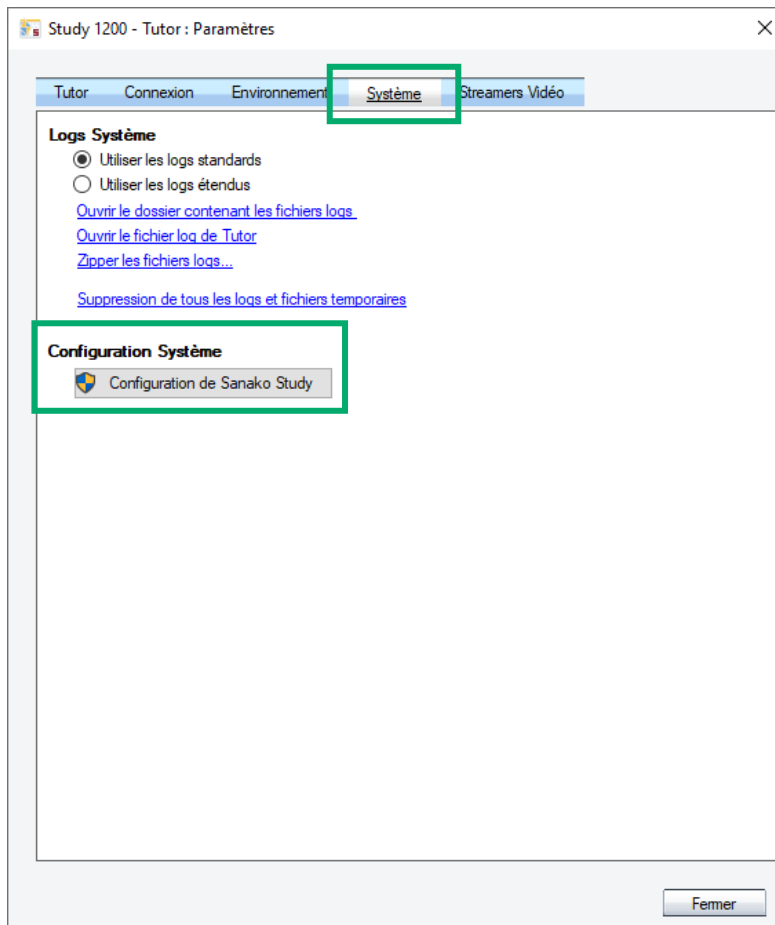 Study 1200 - Tutor : Paramètres
Tutor Connexion Environnement Système Streamers Vidéo
Logs Système
Utiliser les logs standards
Utiliser les logs étendus
Ouvrir le dossier contenant les fichiers logs
Ouvrir le fichier log de Tutor
Zipper les fichiers logs...
Suppression de tous les logs et fichiers temporaires
Configuration Système
Configuration de Sanako Study
Fermer